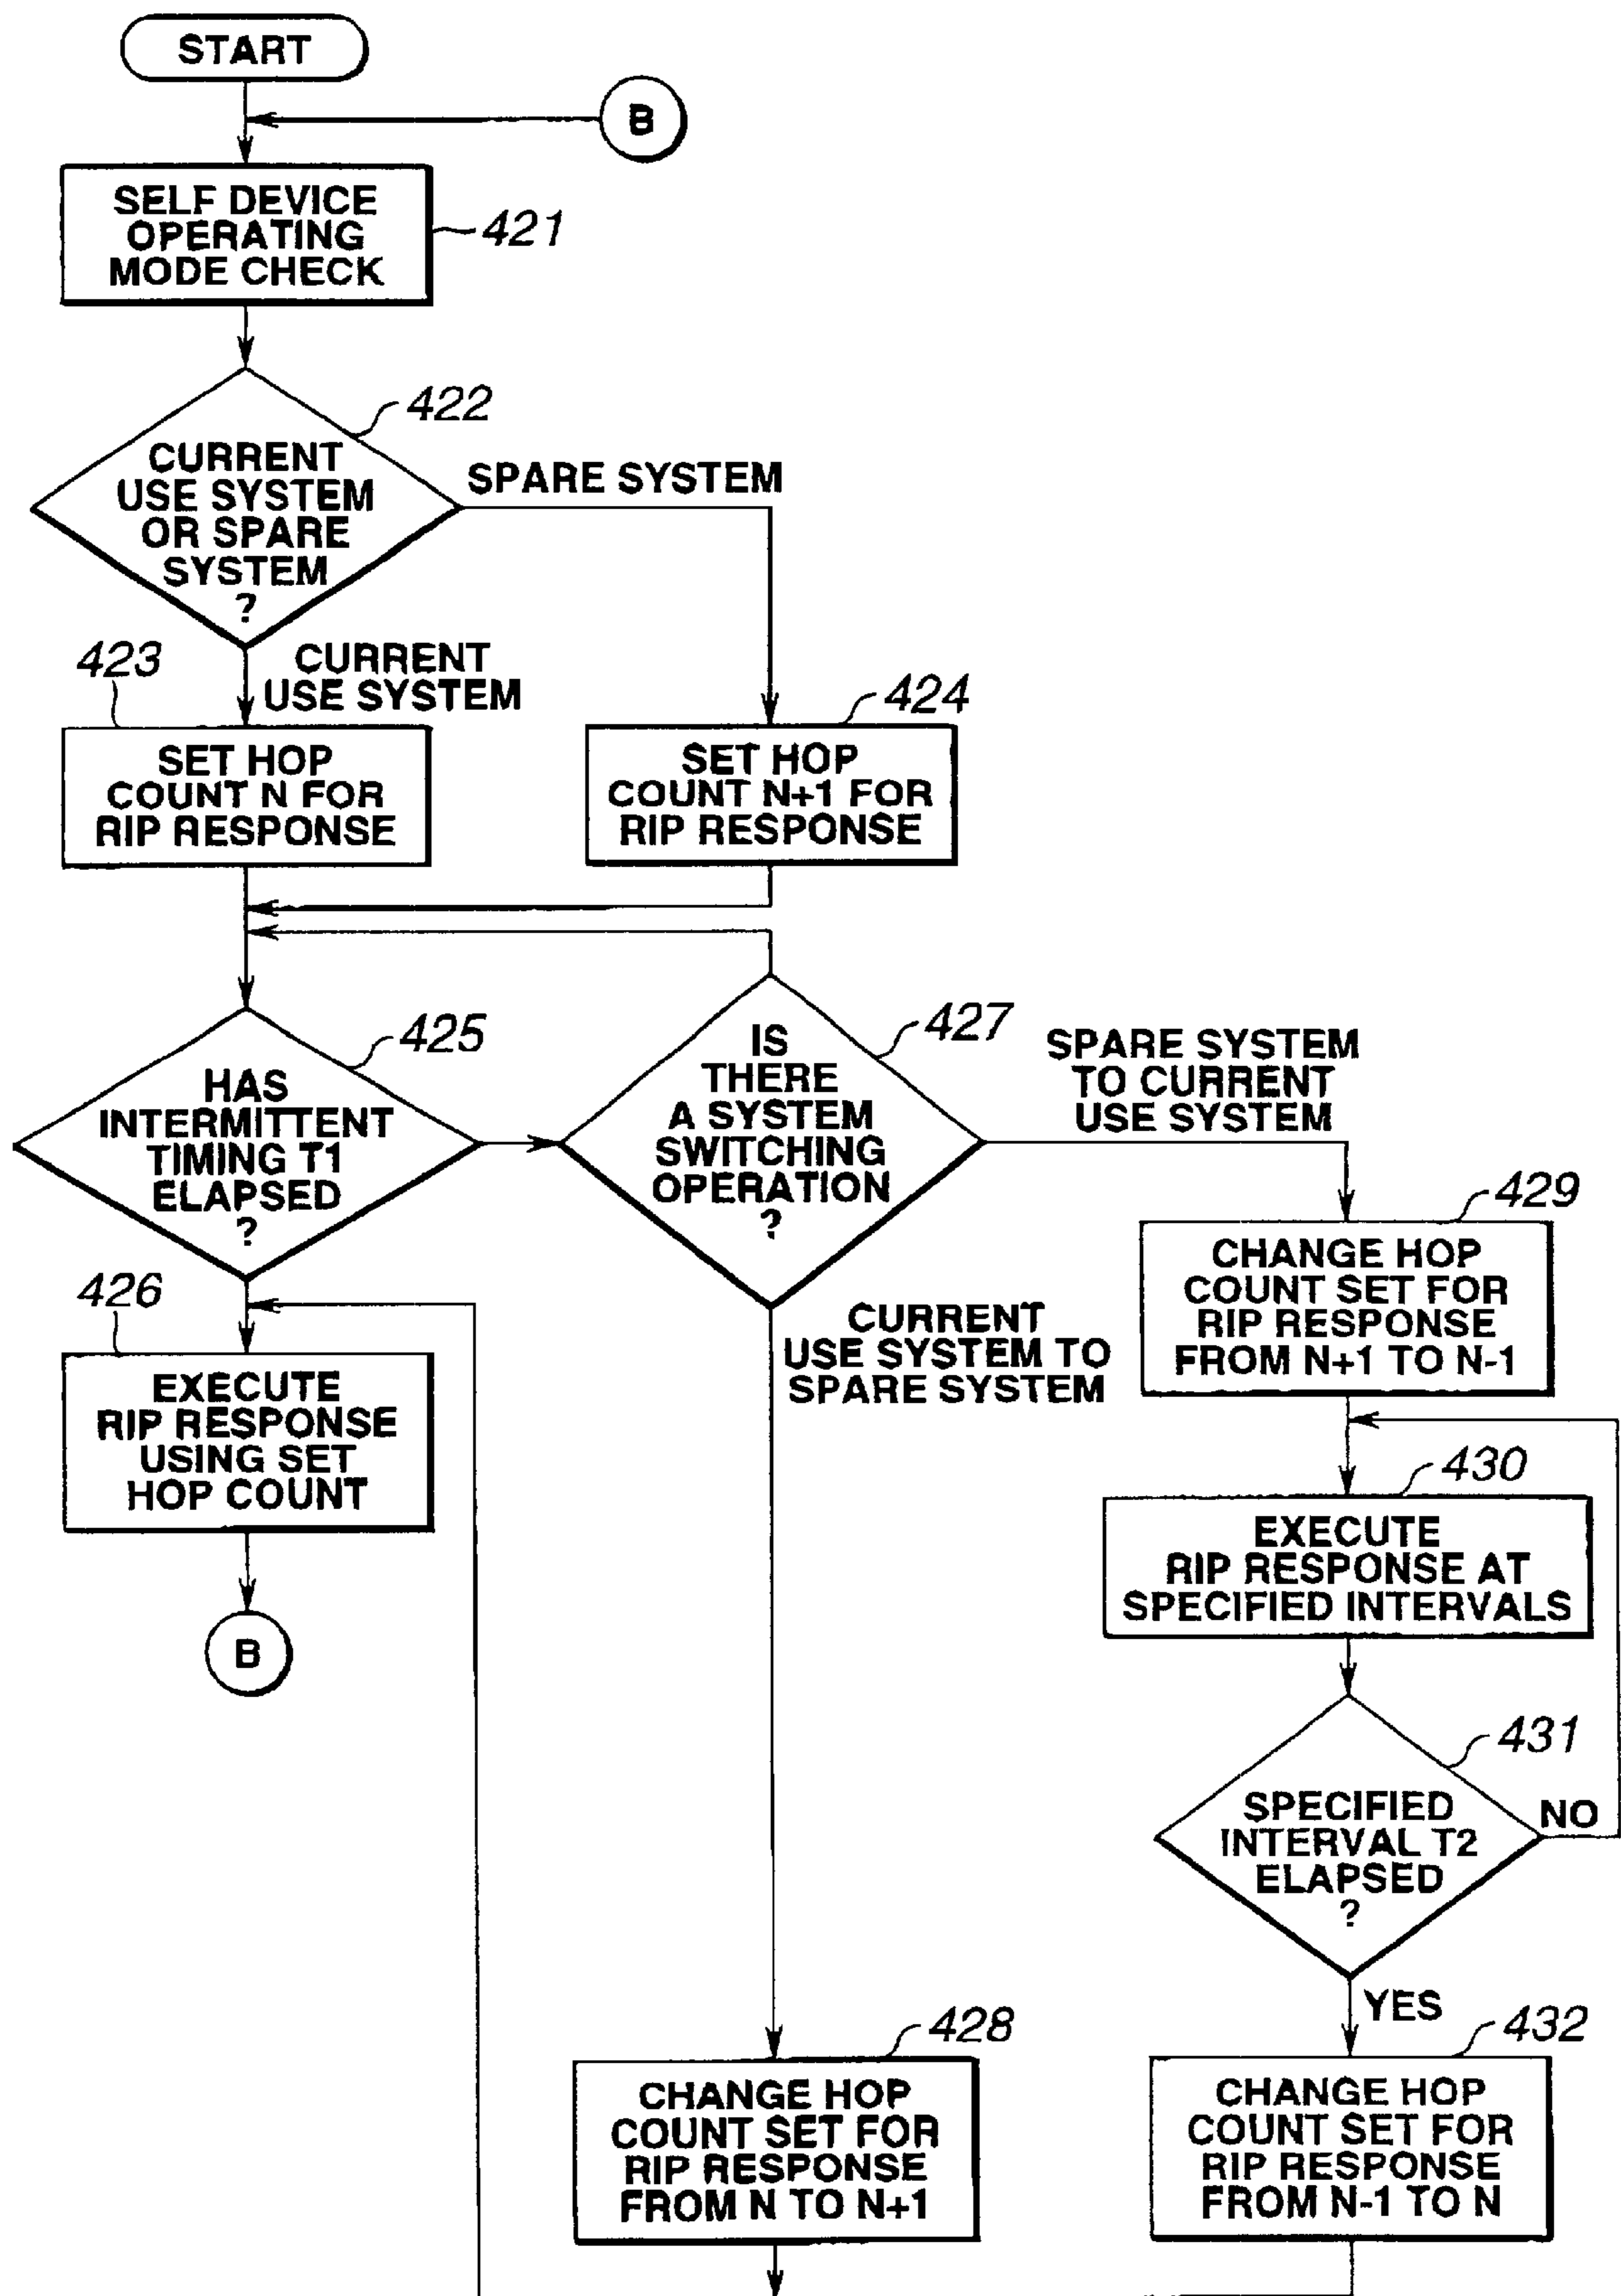 START
B
SELF DEVICE
OPERATING
MODE CHECK
421
422
CURRENT
USE SYSTEM
OR SPARE
SYSTEM
?
SPARE SYSTEM
423
CURRENT
USE SYSTEM
424
SET HOP
COUNT N FOR
RIP RESPONSE
SET HOP
COUNT N+1 FOR
RIP RESPONSE
425
HAS
INTERMITTENT
TIMING T1
ELAPSED
?
427
IS
THERE
A SYSTEM
SWITCHING
OPERATION
?
SPARE SYSTEM
TO CURRENT
USE SYSTEM
429
CHANGE HOP
COUNT SET FOR
RIP RESPONSE
FROM N+1 TO N-1
426
EXECUTE
RIP RESPONSE
USING SET
HOP COUNT
CURRENT
USE SYSTEM TO
SPARE SYSTEM
430
EXECUTE
RIP RESPONSE AT
SPECIFIED INTERVALS
B
431
SPECIFIED
INTERVAL T2
ELAPSED
?
NO
YES
428
CHANGE HOP
COUNT SET FOR
RIP RESPONSE
FROM N TO N+1
432
CHANGE HOP
COUNT SET FOR
RIP RESPONSE
FROM N-1 TO N